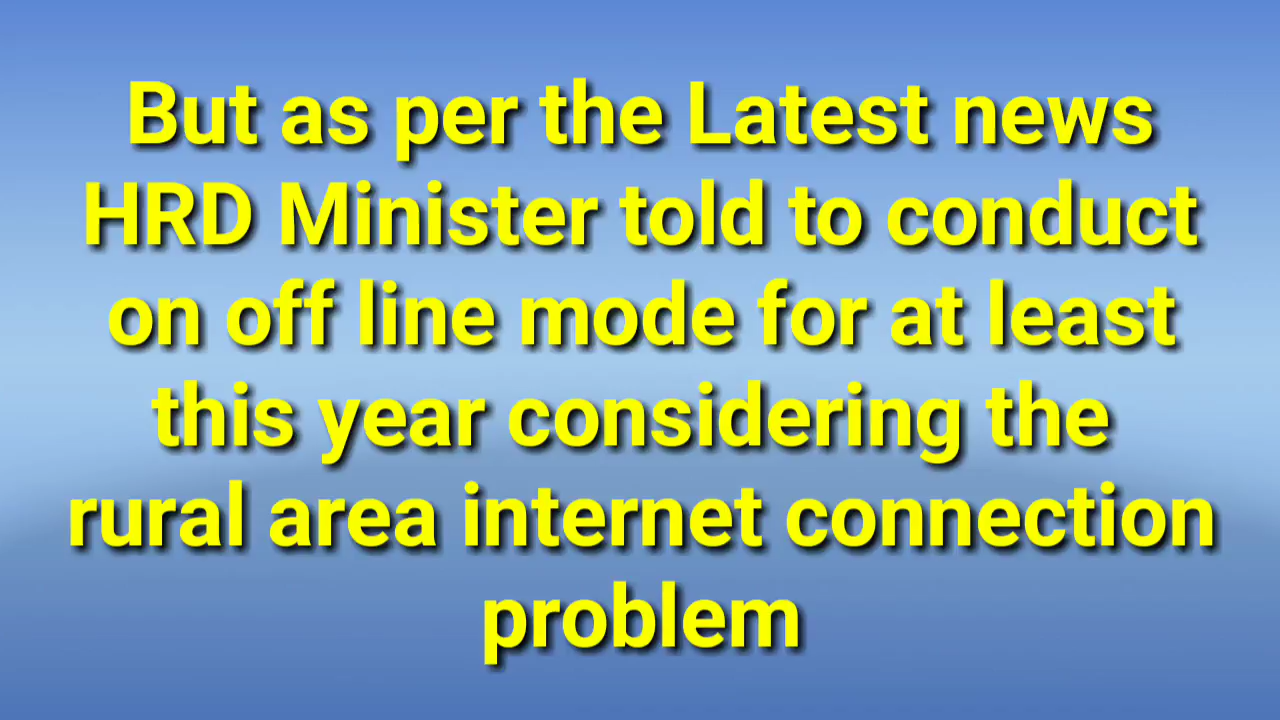 But as per the Latest news
HRD Minister told to conduct
on off line mode for at least
this year considering the
rural area internet connection
problem